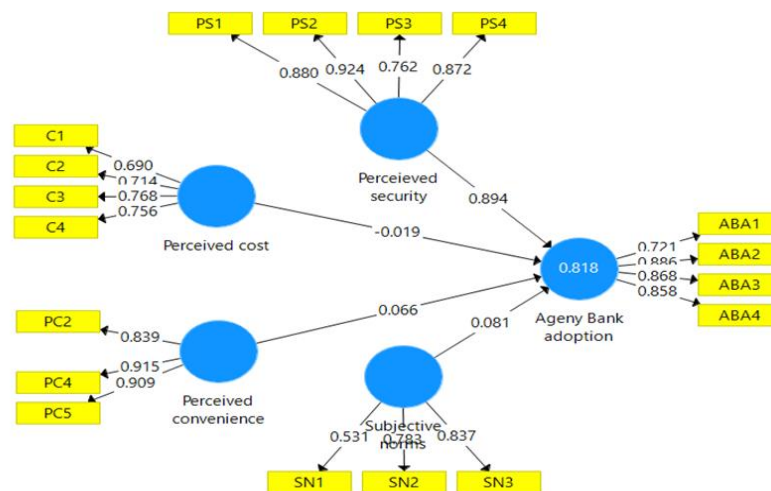 PS1 PS2 PS3 PS4
0.880 0.924 0.762 0.872
C1
C2
C3
C4
0.690
0.714
0.768
0.756
Perceived cost
Perceieved
security
0.894
-0.019
0.818
Ageny Bank
adoption
0.721
0.886
0.868
0.858
ABA1
ABA2
ABA3
ABA4
PC2
PC4
PC5
0.839
0.915
0.909
Perceived
convenience
0.066
0.081
Subjective
norms
0.531 0.783 0.837
SN1 SN2 SN3